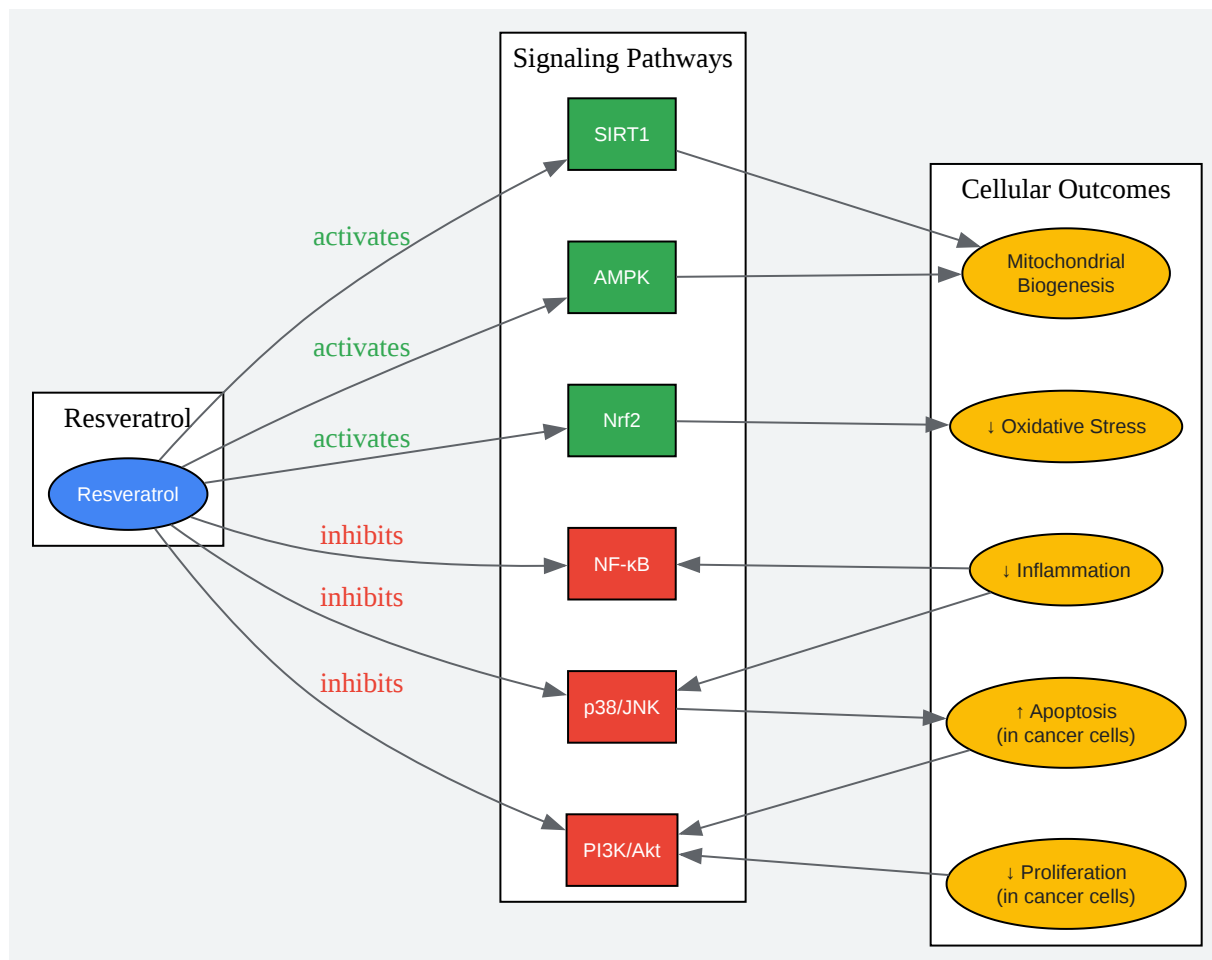 Signaling Pathways
SIRT1
Cellular Outcomes
activates
Mitochondrial
Biogenesis
AMPK
activates
Resveratrol
Nrf2
↓ Oxidative Stress
activates
Resveratrol
inhibits
NF-κB
↓ Inflammation
inhibits
inhibits
p38/JNK
↑ Apoptosis
(in cancer cells)
PI3K/Akt
↓ Proliferation
(in cancer cells)